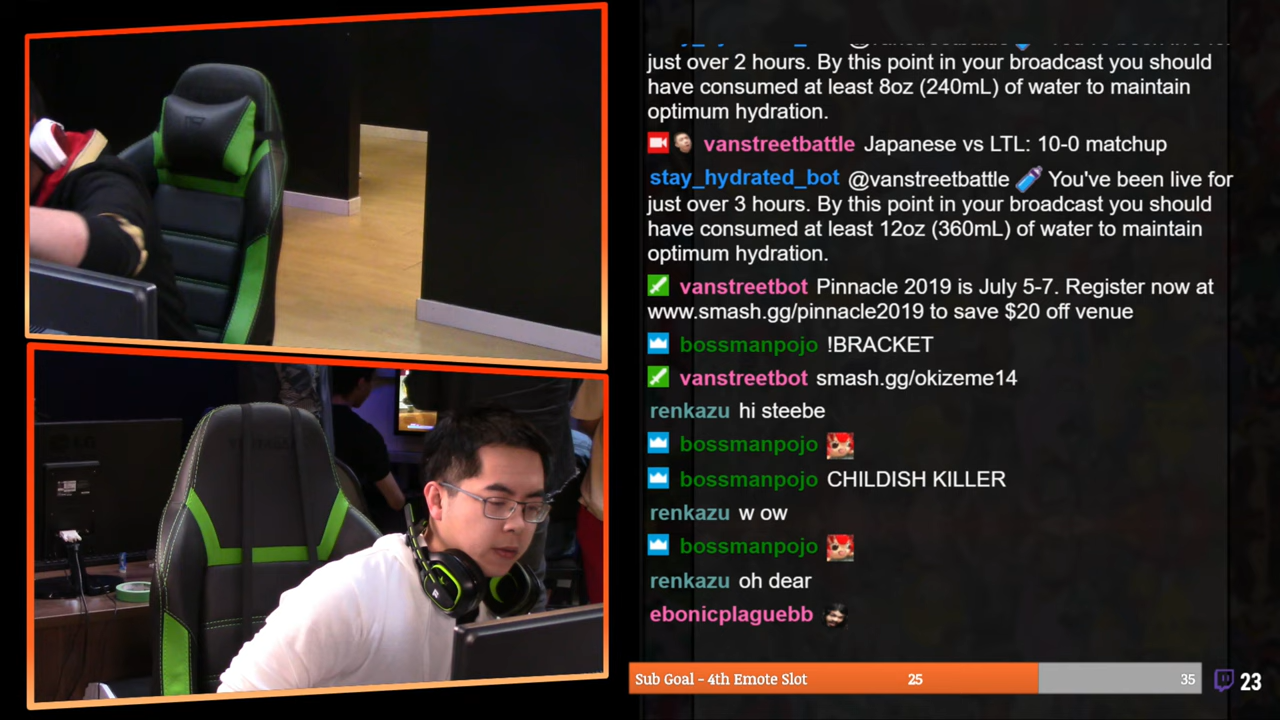 just over 2 hours. By this point in your broadcast you should
have consumed at least 8oz (240mL) of water to maintain
optimum hydration.
vanstreetbattle Japanese vs LTL: 10-0 matchup
stay_hydrated_bot @vanstreetbattle You've been live for
just over 3 hours. By this point in your broadcast you should
have consumed at least 12oz (360mL) of water to maintain
optimum hydration.
vanstreetbot Pinnacle 2019 is July 5-7. Register now at
www.smash.gg/pinnacle2019 to save $20 off venue
bossmanpojo !BRACKET
vanstreetbot smash.gg/okizeme14
renkazu hi steebe
bossmanpojo
bossmanpojo CHILDISH KILLER
renkazu w ow
bossmanpojo
renkazu oh dear
ebonicplaguebb
Sub Goal - 4th Emote Slot 25 35 23